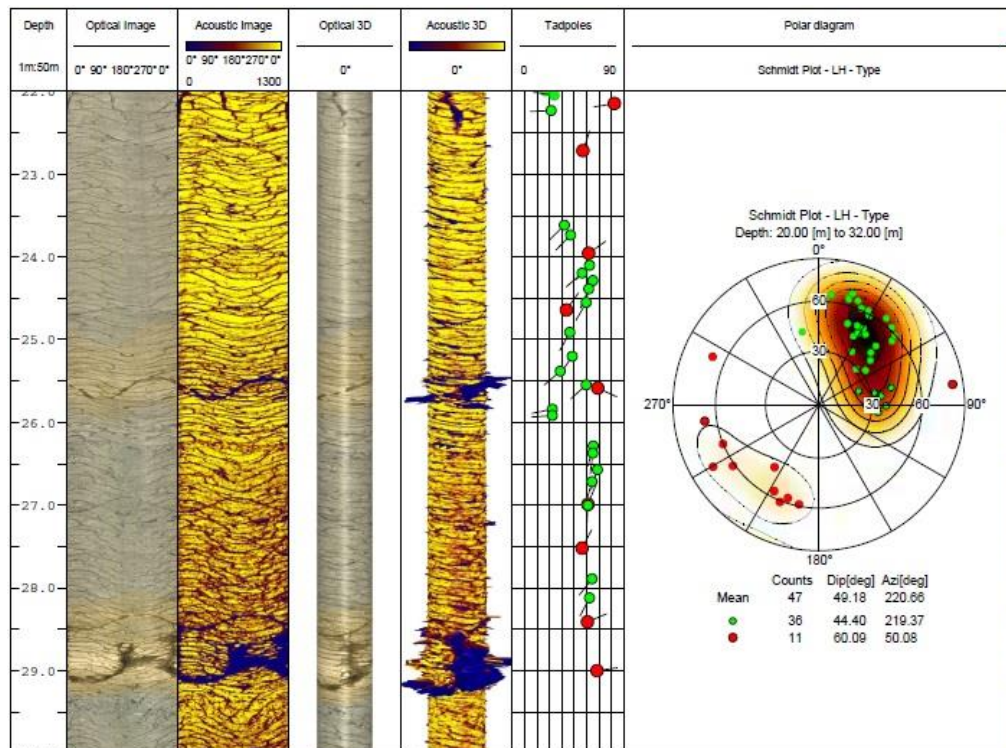 Depth
Optical Image
Acoustic Image
Optical 3D
Acoustic 3D
Tadpoles
Polar diagram
1m:50m
0° 90° 180°270° 0°
0° 90° 180°270° 0°
0 1300
0°
0°
0 90
Schmidt Plot - LH - Type
22.0
23.0
24.0
25.0
26.0
27.0
28.0
29.0
Schmidt Plot - LH - Type
Depth: 20.00 [m] to 32.00 [m]
0°
60
30
270°
30
60
90°
180°
Counts Dip[deg] Azi[deg]
Mean 47 49.18 220.66
36 44.40 219.37
11 60.09 50.08